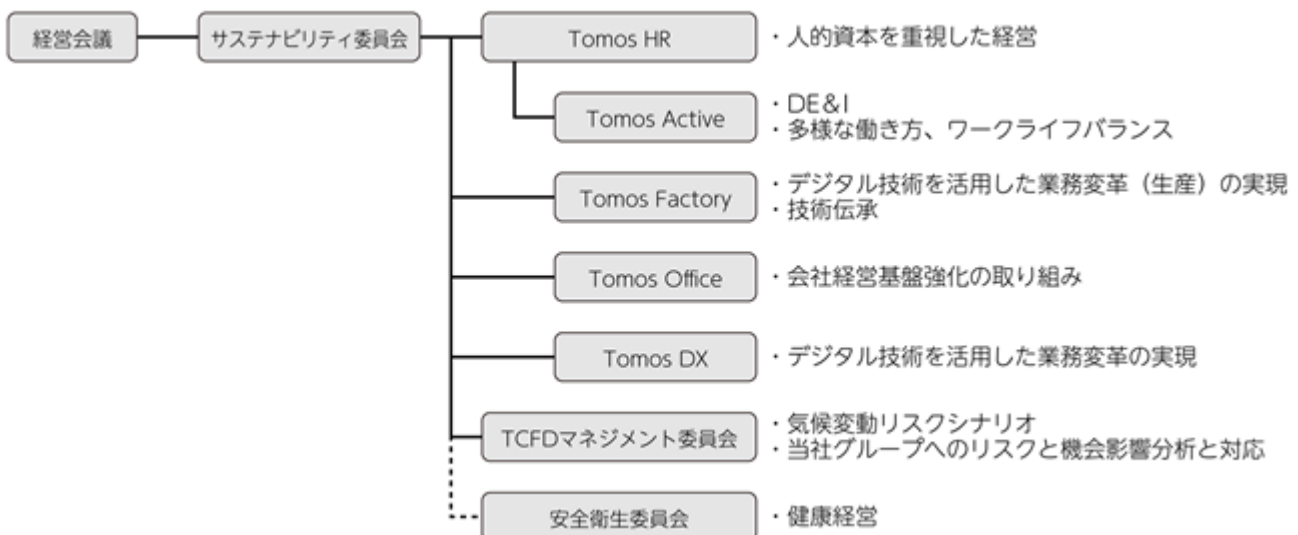 経営会議
サステナビリティ委員会
Tomos HR
・人的資本を重視した経営
Tomos Active
・DE&I
・多様な働き方、ワークライフバランス
Tomos Factory
・デジタル技術を活用した業務変革（生産）の実現
・技術伝承
Tomos Office
・会社経営基盤強化の取り組み
Tomos DX
・デジタル技術を活用した業務変革の実現
TCFDマネジメント委員会
・気候変動リスクシナリオ
・当社グループへのリスクと機会影響分析と対応
安全衛生委員会
・健康経営